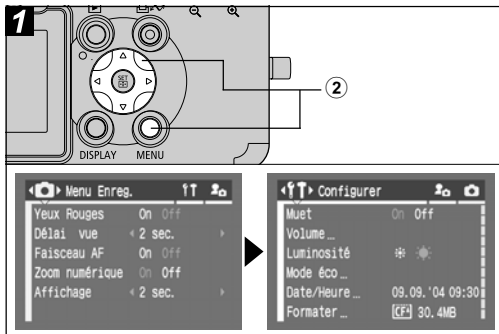 1
SET
2
DISPLAY MENU
Menu Enreg.
Yeux Rouges On Off
Délai vue 2 sec.
Faisceau AF On Off
Zoom numérique On Off
Affichage 2 sec.
Configurer
Muet On Off
Volume…
Luminosité
Mode éco…
Date/Heure… 09.09.'04 09:30
Formater… CF 30.4MB